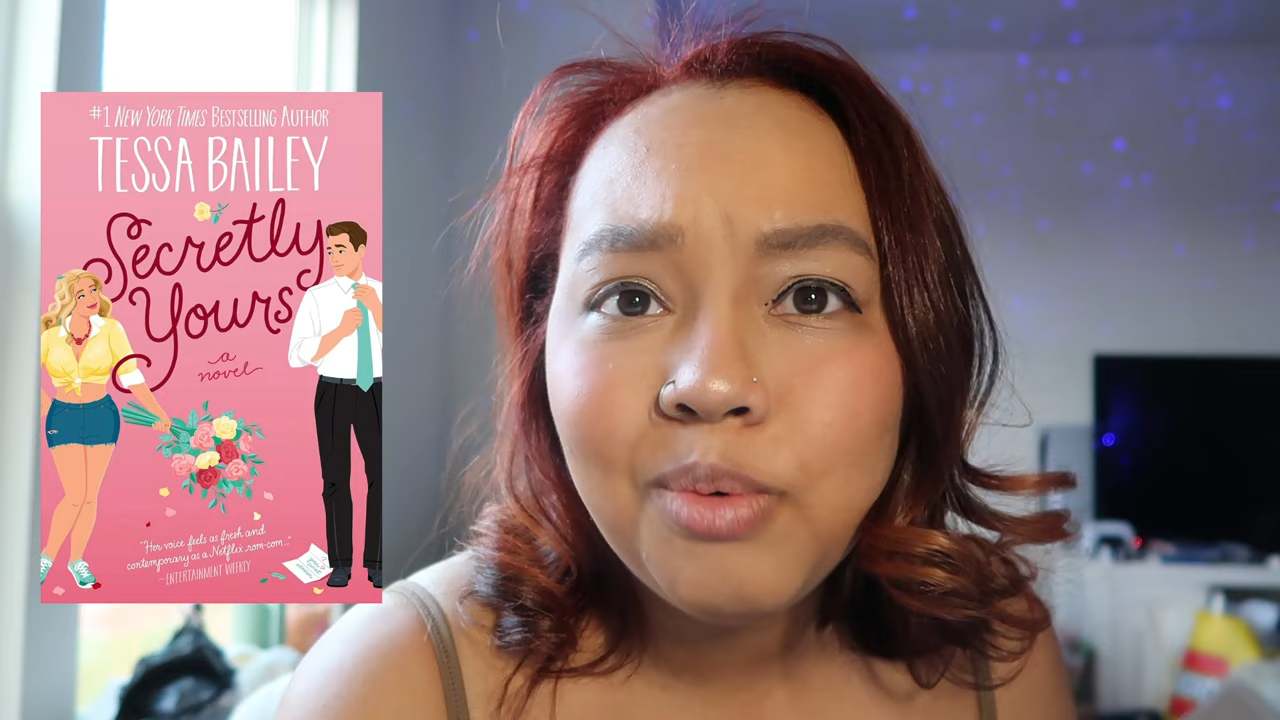 #1 New York Times Bestselling Author
TESSA BAILEY
Secretly
Yours
a
novel
"Her voice feels as fresh and
contemporary as a Netflix rom-com..."
—ENTERTAINMENT WEEKLY